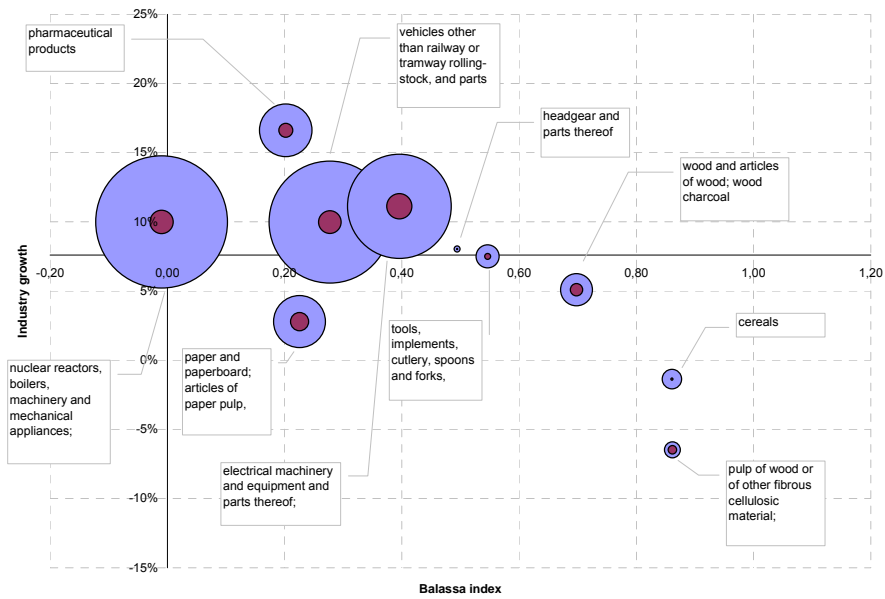 25%
20%
15%
10%
5%
0%
-5%
-10%
-15%
-0,20
0,00
0,20
0,40
0,60
0,80
1,00
1,20
Industry growth
Balassa index
pharmaceutical
products
vehicles other
than railway or
tramway rolling-
stock, and parts
headgear and
parts thereof
wood and articles
of wood; wood
charcoal
cereals
nuclear reactors,
boilers,
machinery and
mechanical
appliances;
paper and
paperboard;
articles of
paper pulp,
tools,
implements,
cutlery, spoons
and forks,
electrical machinery
and equipment and
parts thereof;
pulp of wood or
of other fibrous
cellulosic
material;